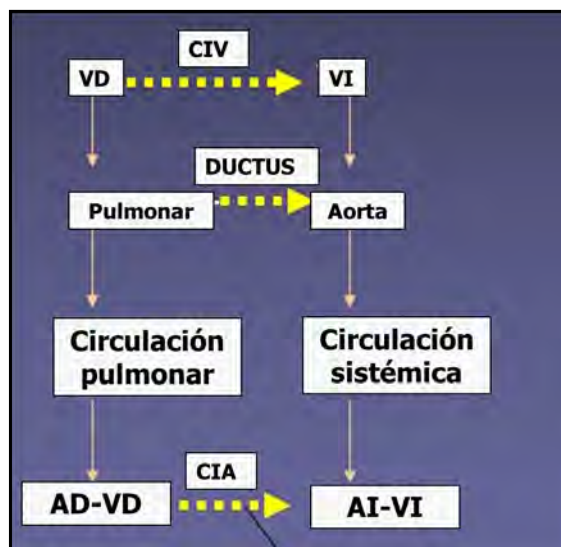 CIV
VD
VI
DUCTUS
Pulmonar
Aorta
Circulación
pulmonar
Circulación
sistémica
CIA
AD-VD
AI-VI